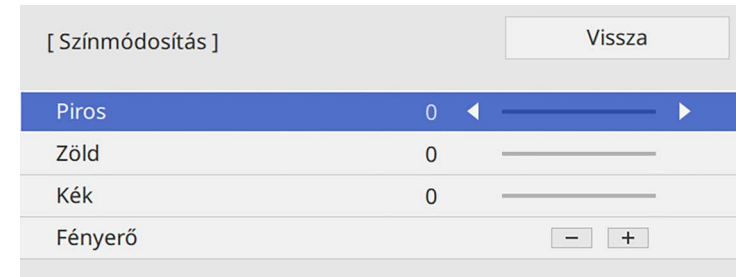 [ Színmódosítás ]
Vissza
Piros 0
Zöld 0
Kék 0
Fényerő − +